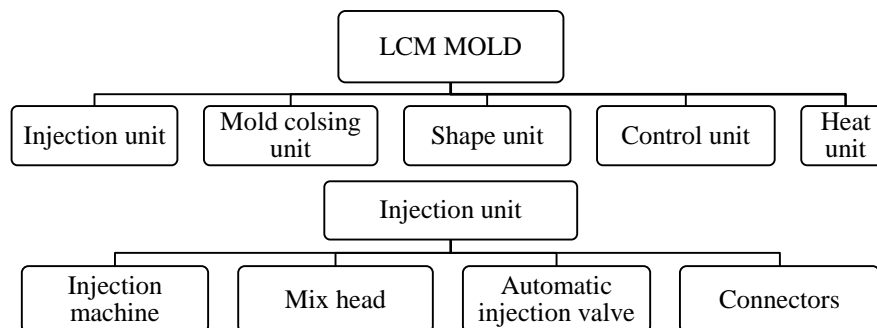 LCM MOLD
Injection unit
Mold colsing
unit
Shape unit
Control unit
Heat
unit
Injection unit
Injection
machine
Mix head
Automatic
injection valve
Connectors